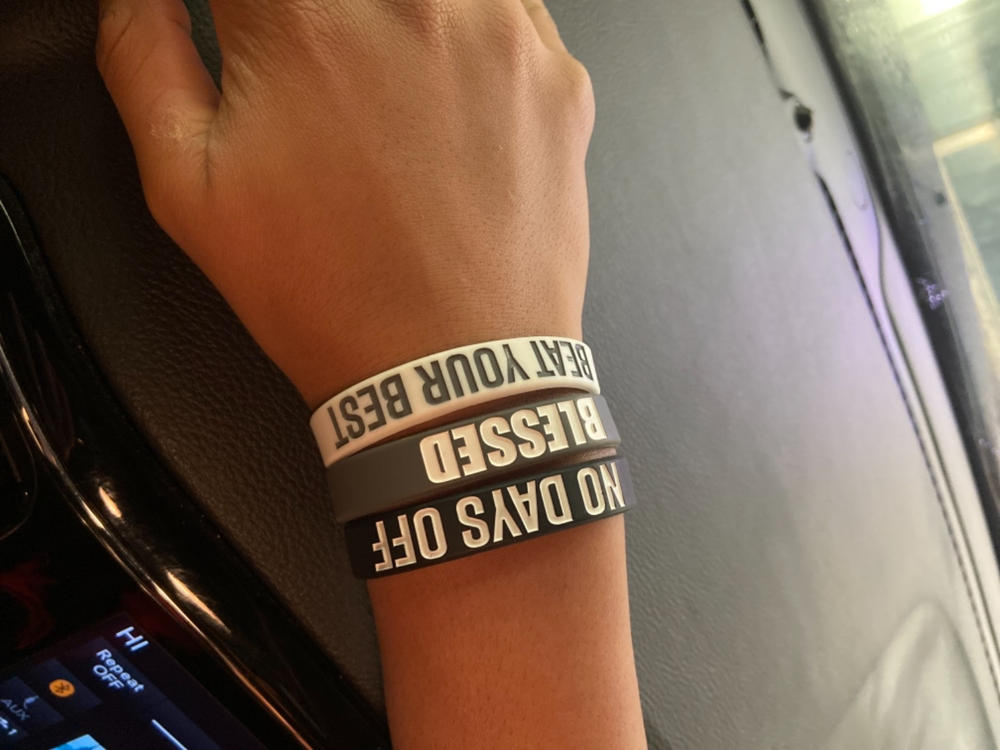 BEAT YOUR BEST
BLESSED
NO DAYS OFF
HI
Repeat
OFF
AUX